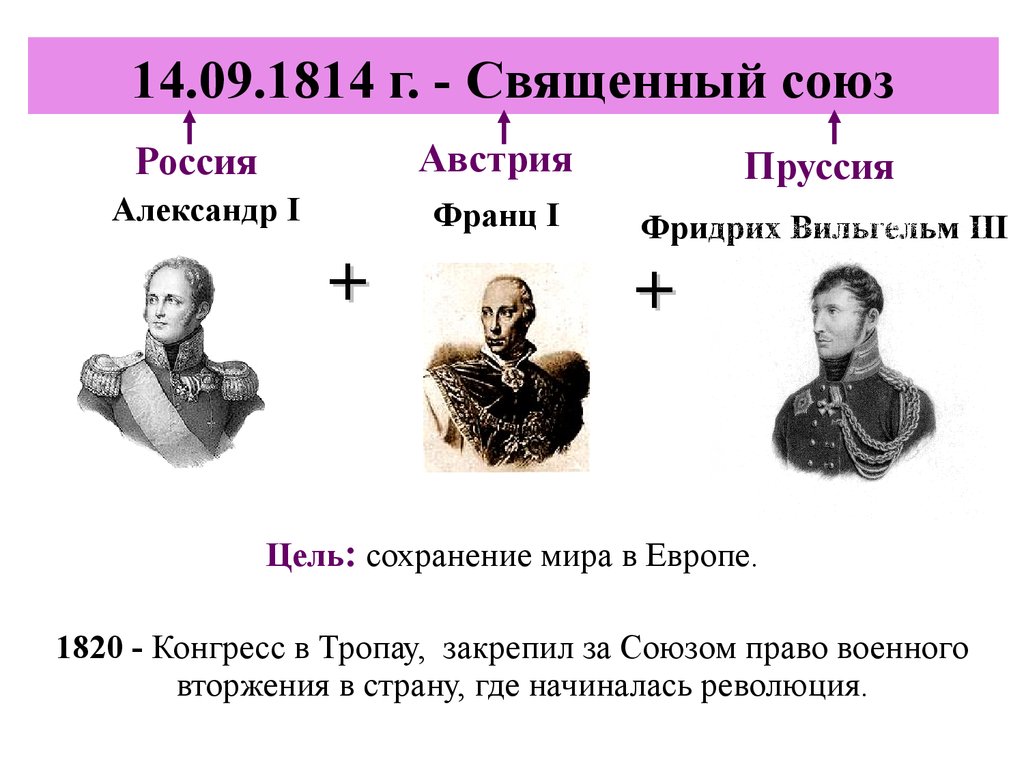 14.09.1814 г. - Священный союз
Россия
Австрия
Пруссия
Александр I
Франц I
Фридрих Вильгельм III
+
+
Цель: сохранение мира в Европе.
1820 - Конгресс в Тропау, закрепил за Союзом право военного
вторжения в страну, где начиналась революция.